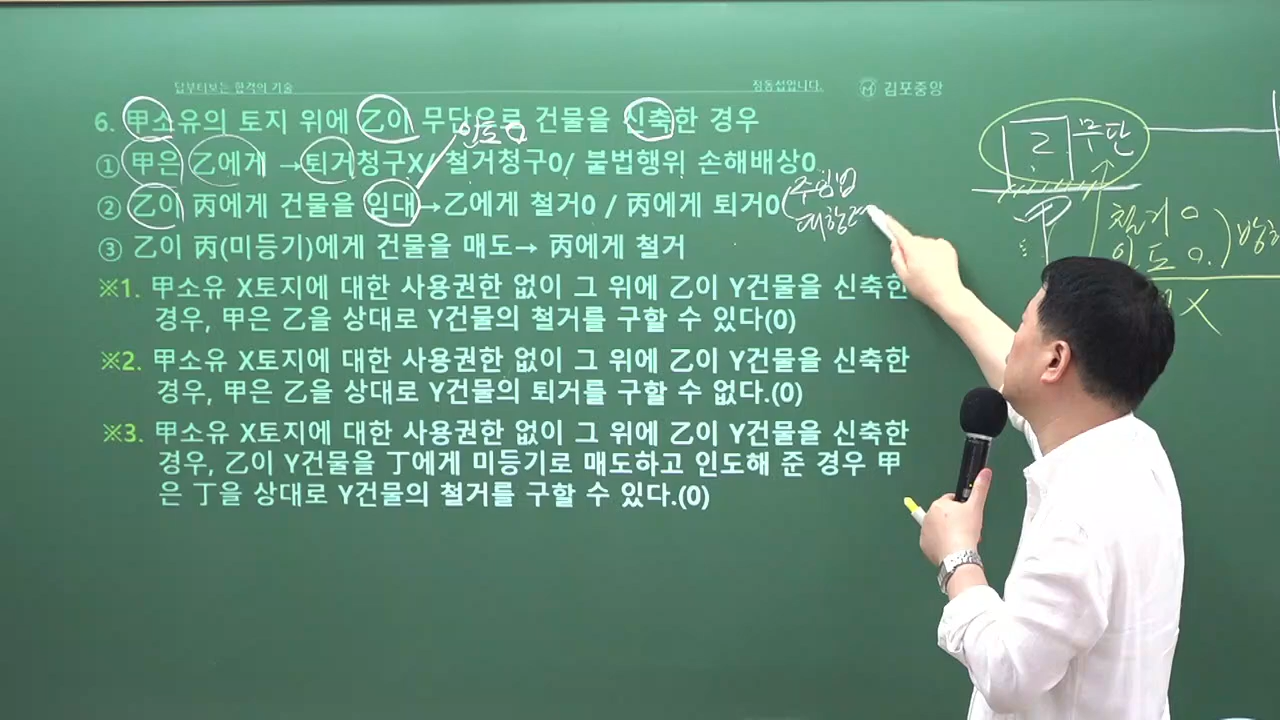 답부터보는 합격의 기술
정동섭입니다.
김포중앙
6. 甲소유의 토지 위에 乙이 무단으로 건물을 신축한 경우
인도
① 甲은 乙에게 →퇴거청구X/ 철거청구0/ 불법행위 손해배상0
② 乙이 丙에게 건물을 임대→乙에게 철거0 / 丙에게 퇴거0
주임법
대항
③ 乙이 丙(미등기)에게 건물을 매도→ 丙에게 철거
※1. 甲소유 X토지에 대한 사용권한 없이 그 위에 乙이 Y건물을 신축한
경우, 甲은 乙을 상대로 Y건물의 철거를 구할 수 있다(0)
※2. 甲소유 X토지에 대한 사용권한 없이 그 위에 乙이 Y건물을 신축한
경우, 甲은 乙을 상대로 Y건물의 퇴거를 구할 수 없다.(0)
※3. 甲소유 X토지에 대한 사용권한 없이 그 위에 乙이 Y건물을 신축한
경우, 乙이 Y건물을 丁에게 미등기로 매도하고 인도해 준 경우 甲
은 丁을 상대로 Y건물의 철거를 구할 수 있다.(0)
乙 무단
甲
철거 O
인도 O.
X